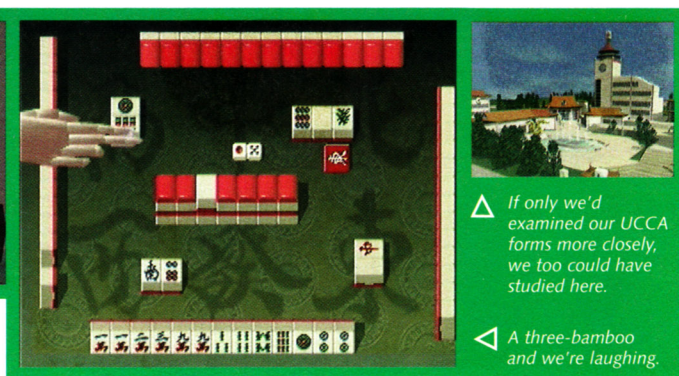 If only we'd
examined our UCCA
forms more closely,
we too could have
studied here.
A three-bamboo
and we're laughing.